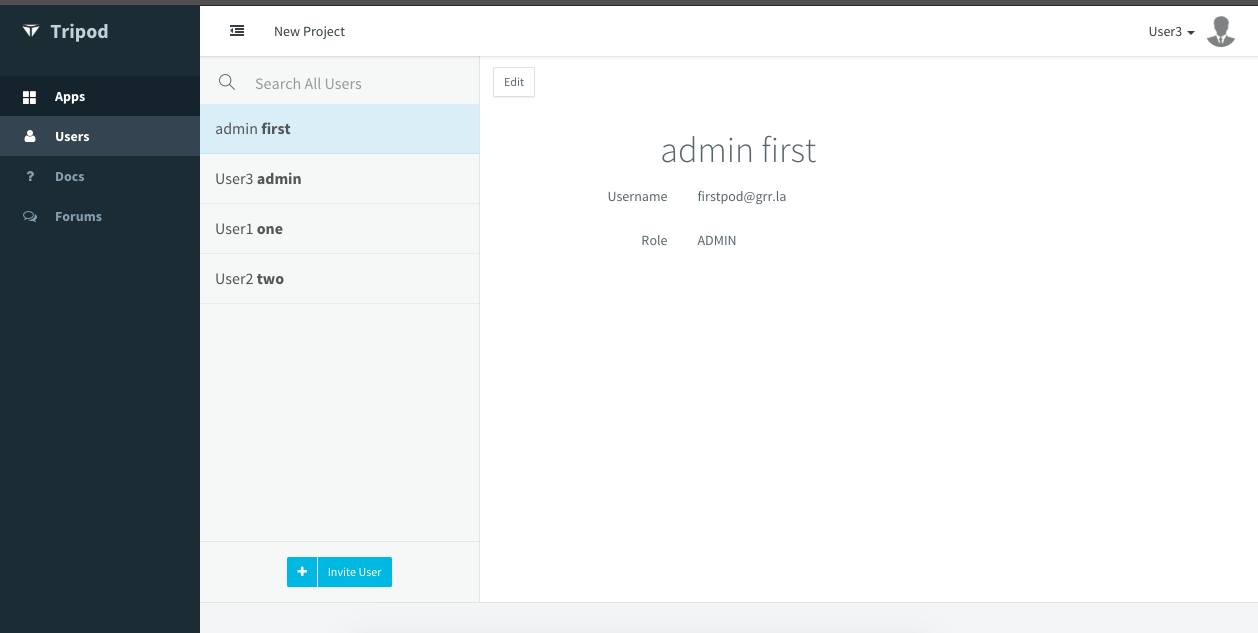 Tripod
Apps
Users
? Docs
Forums
New Project
User3
Search All Users
admin first
User3 admin
User1 one
User2 two
+ Invite User
Edit
admin first
Username firstpod@grr.la
Role ADMIN